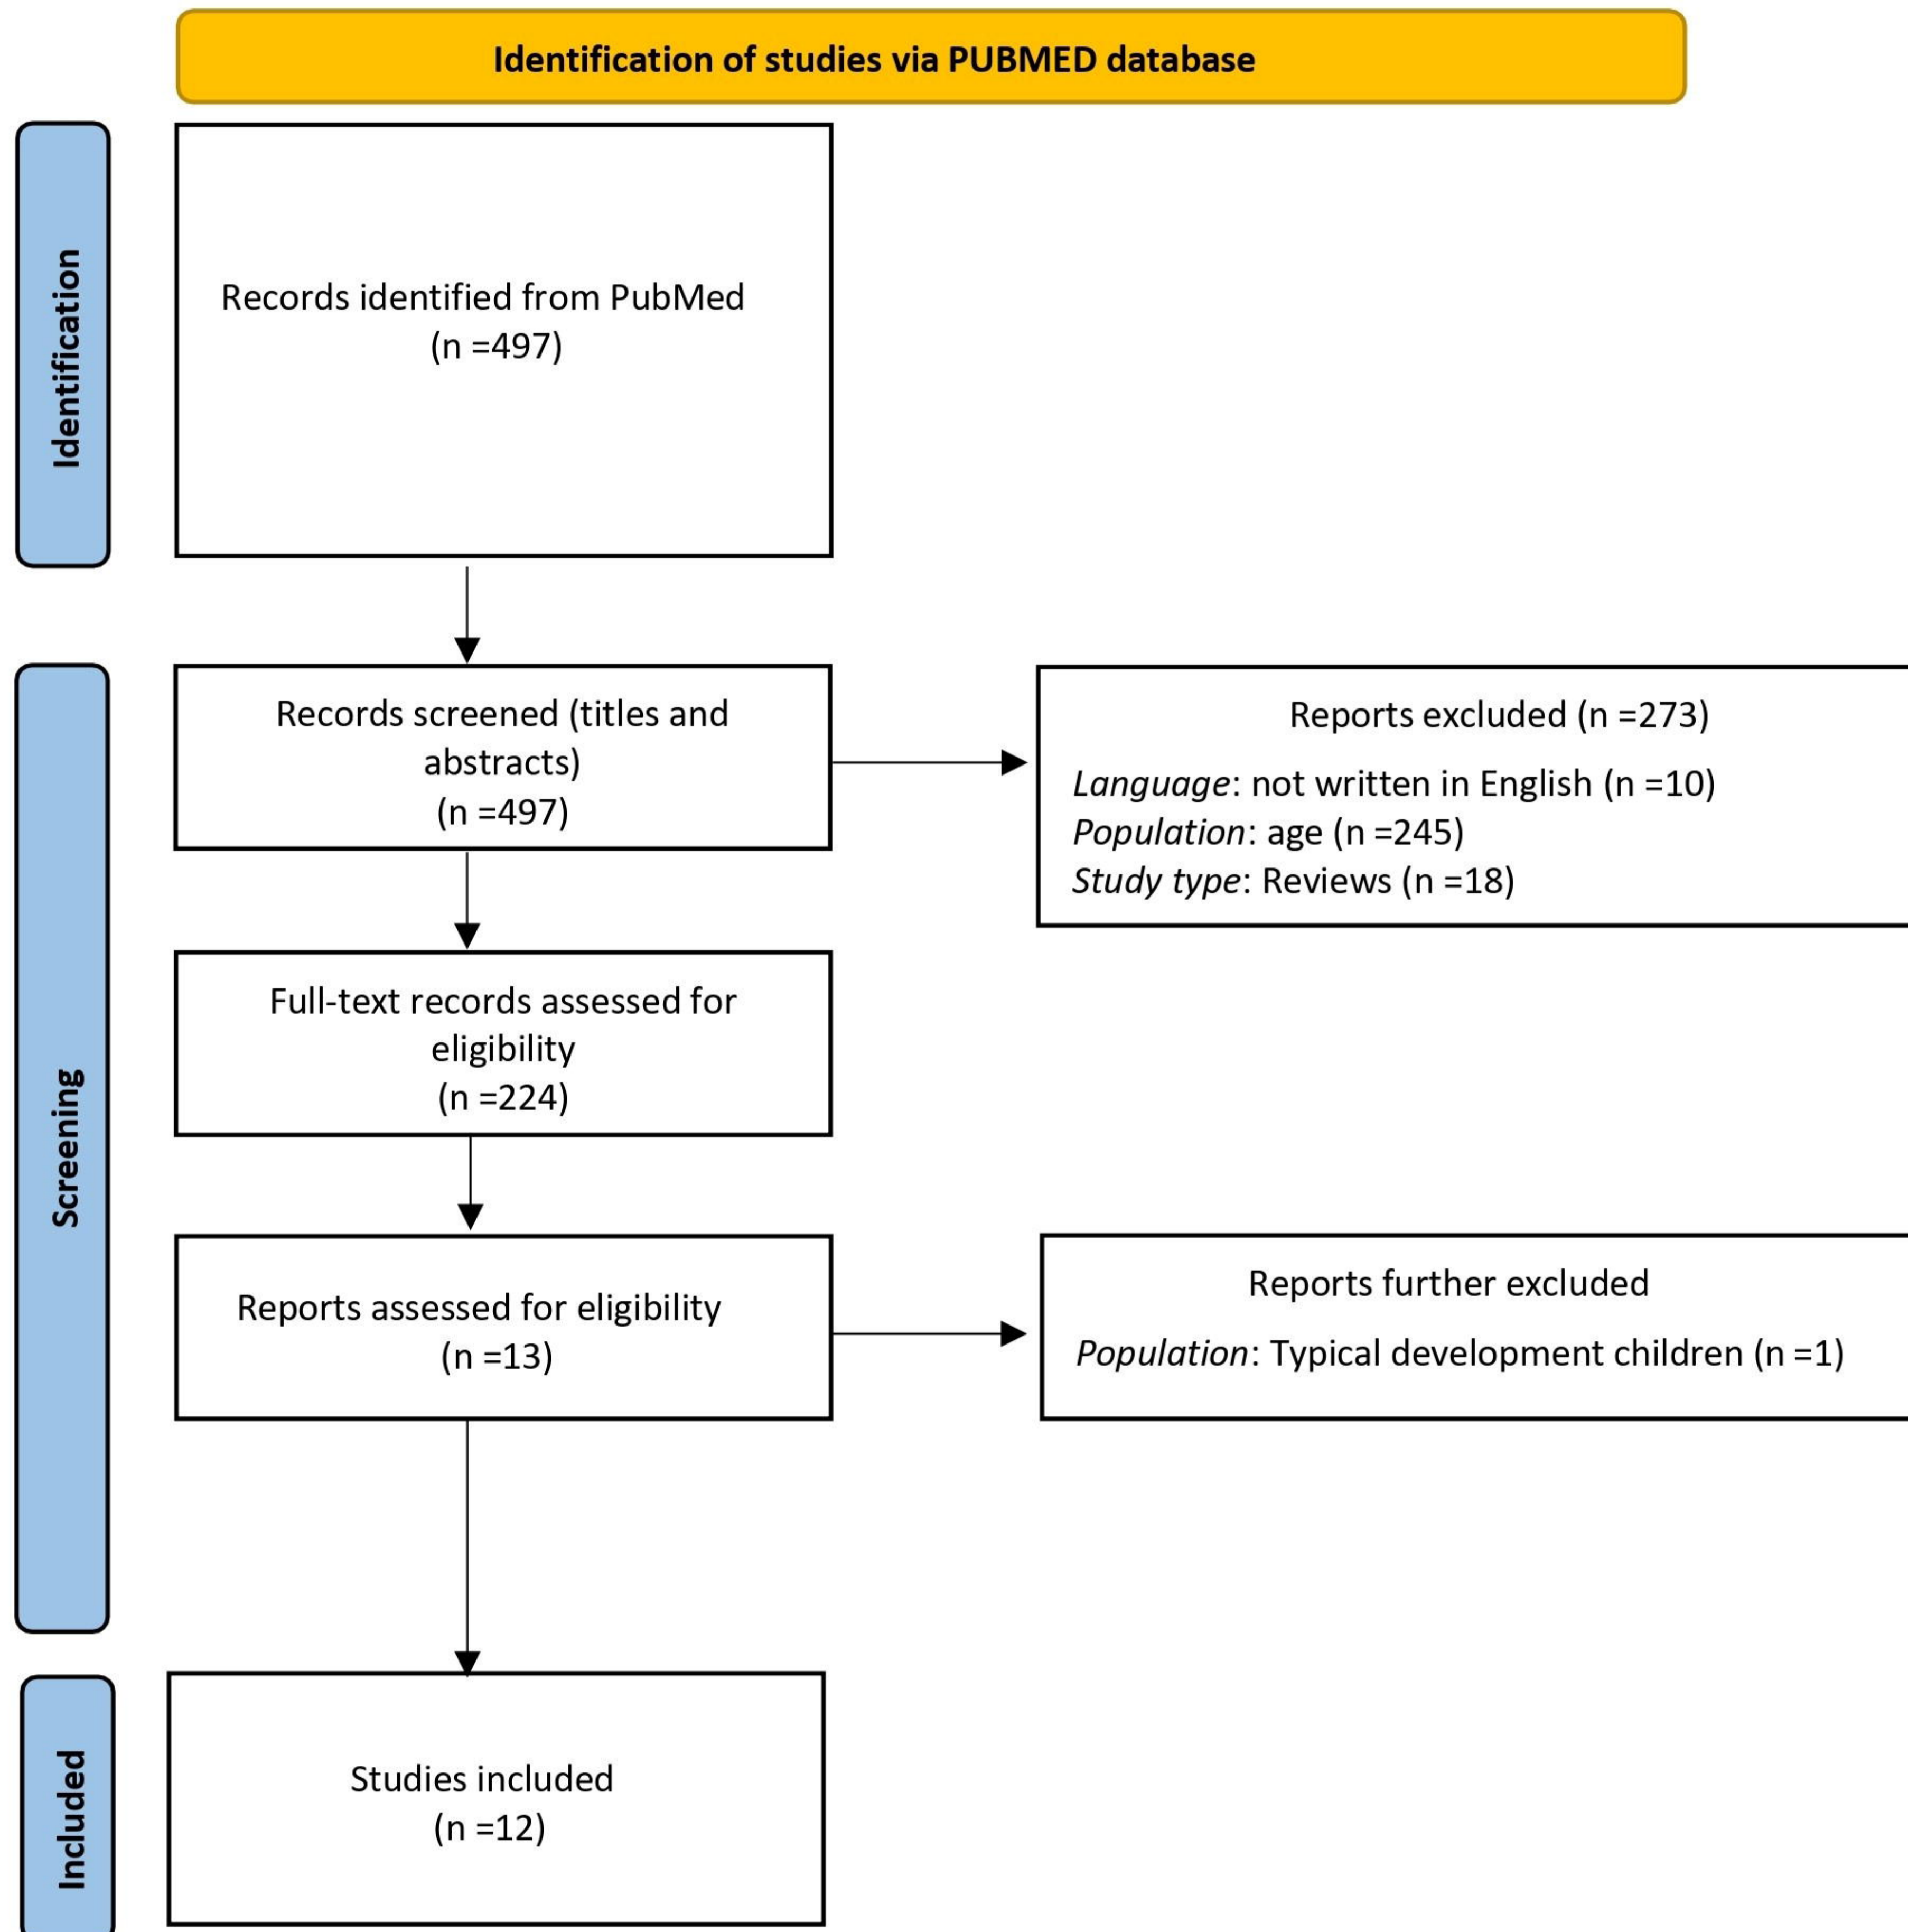 Identification of studies via PUBMED database
Identification
Records identified from PubMed
(n =497)
Screening
Records screened (titles and
abstracts)
(n =497)
Reports excluded (n =273)
Language: not written in English (n =10)
Population: age (n =245)
Study type: Reviews (n =18)
Full-text records assessed for
eligibility
(n =224)
Reports assessed for eligibility
(n =13)
Reports further excluded
Population: Typical development children (n =1)
Included
Studies included
(n =12)